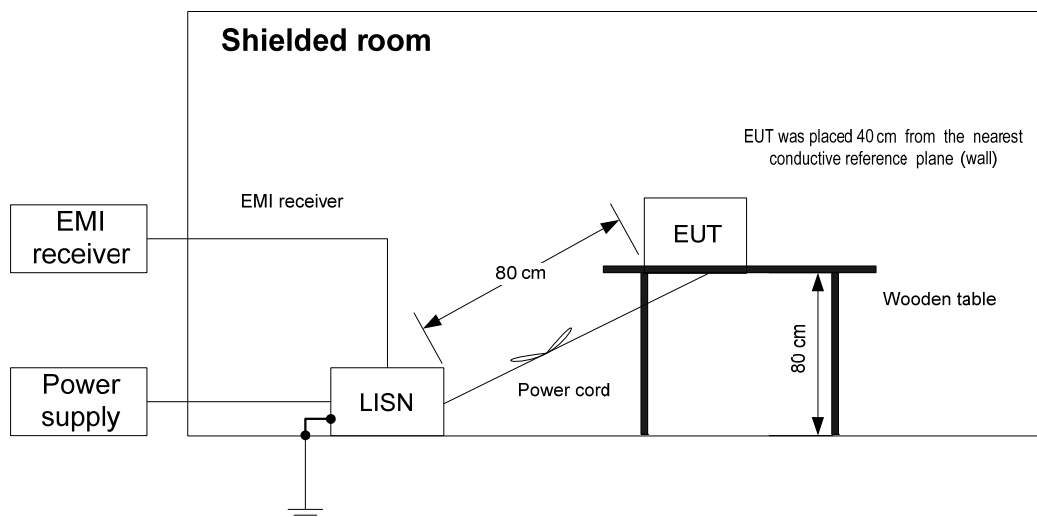 Shielded room
EUT was placed 40 cm from the nearest
conductive reference plane (wall)
EMI receiver
EMI
receiver
EUT
80 cm
Wooden table
80 cm
Power cord
Power
supply
LISN